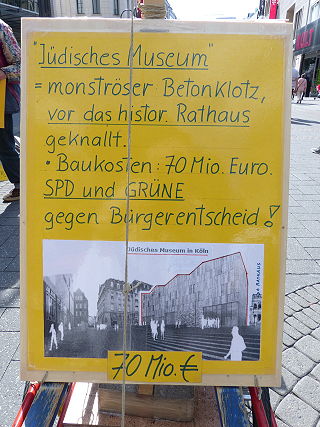 "Jüdisches Museum"
= monströser Betonklotz,
vor das histor. Rathaus
geknallt.
• Baukosten: 70 Mio. Euro.
SPD und GRÜNE
gegen Bürgerentscheid!
Jüdisches Museum in Köln
RATHAUS
70 Mio. €